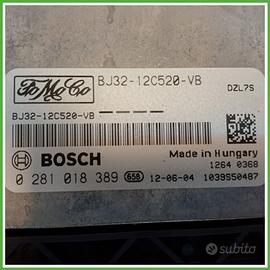 FoMoCo
BJ32-12C520-VB
DZL7S
BJ32-12C520-VB
BOSCH
Made in Hungary
1264 0368
0 281 018 389 658 12-06-04 1039S50487
subito